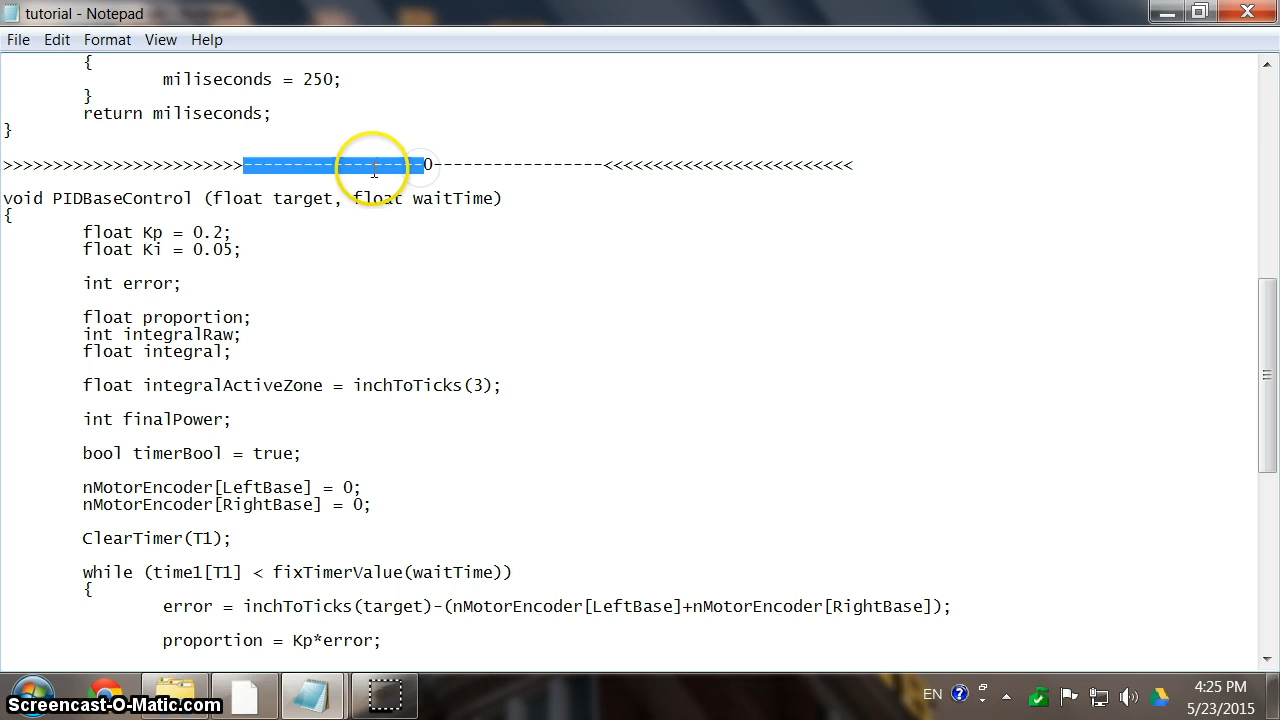 tutorial - Notepad
File Edit Format View Help
{
miliseconds = 250;
}
return miliseconds;
}
>>>>>>>>>>>>>>>>>>>>>>>>------------------0-----------------<<<<<<<<<<<<<<<<<<<<<<<<<
void PIDBaseControl (float target, float waitTime)
{
float Kp = 0.2;
float Ki = 0.05;
int error;
float proportion;
int integralRaw;
float integral;
float integralActiveZone = inchToTicks(3);
int finalPower;
bool timerBool = true;
nMotorEncoder[LeftBase] = 0;
nMotorEncoder[RightBase] = 0;
ClearTimer(T1);
while (time1[T1] < fixTimerValue(waitTime))
{
error = inchToTicks(target)-(nMotorEncoder[LeftBase]+nMotorEncoder[RightBase]);
proportion = Kp*error;
EN
4:25 PM
5/23/2015
Screencast-O-Matic.com